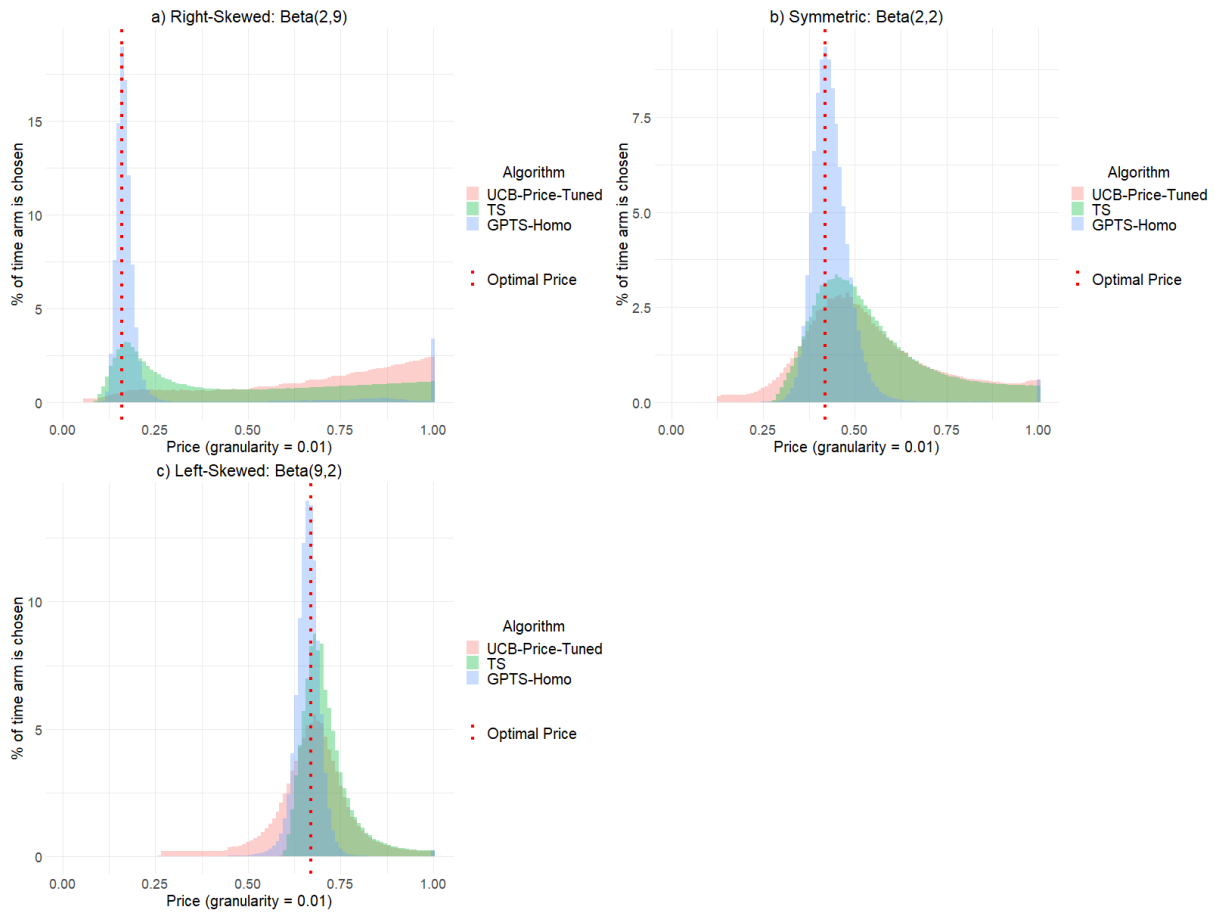 a) Right-Skewed: Beta(2,9)
% of time arm is chosen
15
10
5
0
0.00 0.25 0.50 0.75 1.00
Price (granularity = 0.01)
Algorithm
UCB-Price-Tuned
TS
GPTS-Homo
Optimal Price
b) Symmetric: Beta(2,2)
% of time arm is chosen
7.5
5.0
2.5
0.0
0.00 0.25 0.50 0.75 1.00
Price (granularity = 0.01)
Algorithm
UCB-Price-Tuned
TS
GPTS-Homo
Optimal Price
c) Left-Skewed: Beta(9,2)
% of time arm is chosen
10
5
0
0.00 0.25 0.50 0.75 1.00
Price (granularity = 0.01)
Algorithm
UCB-Price-Tuned
TS
GPTS-Homo
Optimal Price